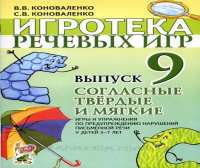 В.В. КОНОВАЛЕНКО
С.В. КОНОВАЛЕНКО
ИГРОТЕКА
РЕЧЕВЫХ ИГР
ВЫПУСК 9
СОГЛАСНЫЕ
ТВЁРДЫЕ
И МЯГКИЕ
ИГРЫ И УПРАЖНЕНИЯ
ПО ПРЕДУПРЕЖДЕНИЮ НАРУШЕНИЙ
ПИСЬМЕННОЙ РЕЧИ
У ДЕТЕЙ 5-7 ЛЕТ